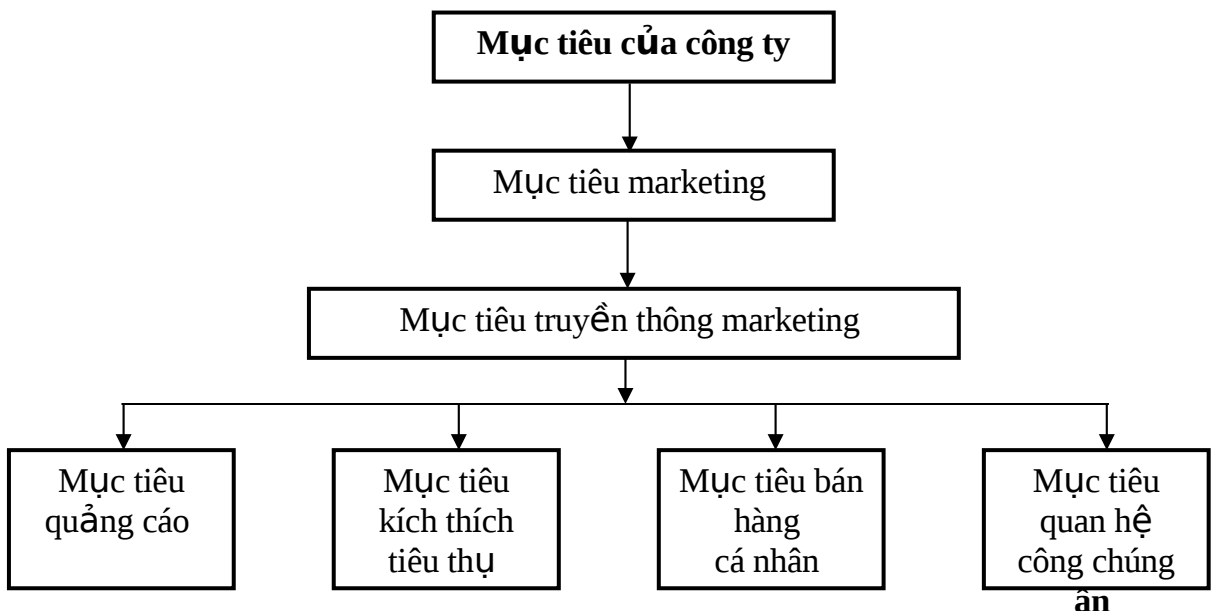 Mục tiêu của công ty
Mục tiêu marketing
Mục tiêu truyền thông marketing
Mục tiêu
quảng cáo
Mục tiêu
kích thích
tiêu thụ
Mục tiêu bán
hàng
cá nhân
Mục tiêu
quan hệ
công chúng
ân